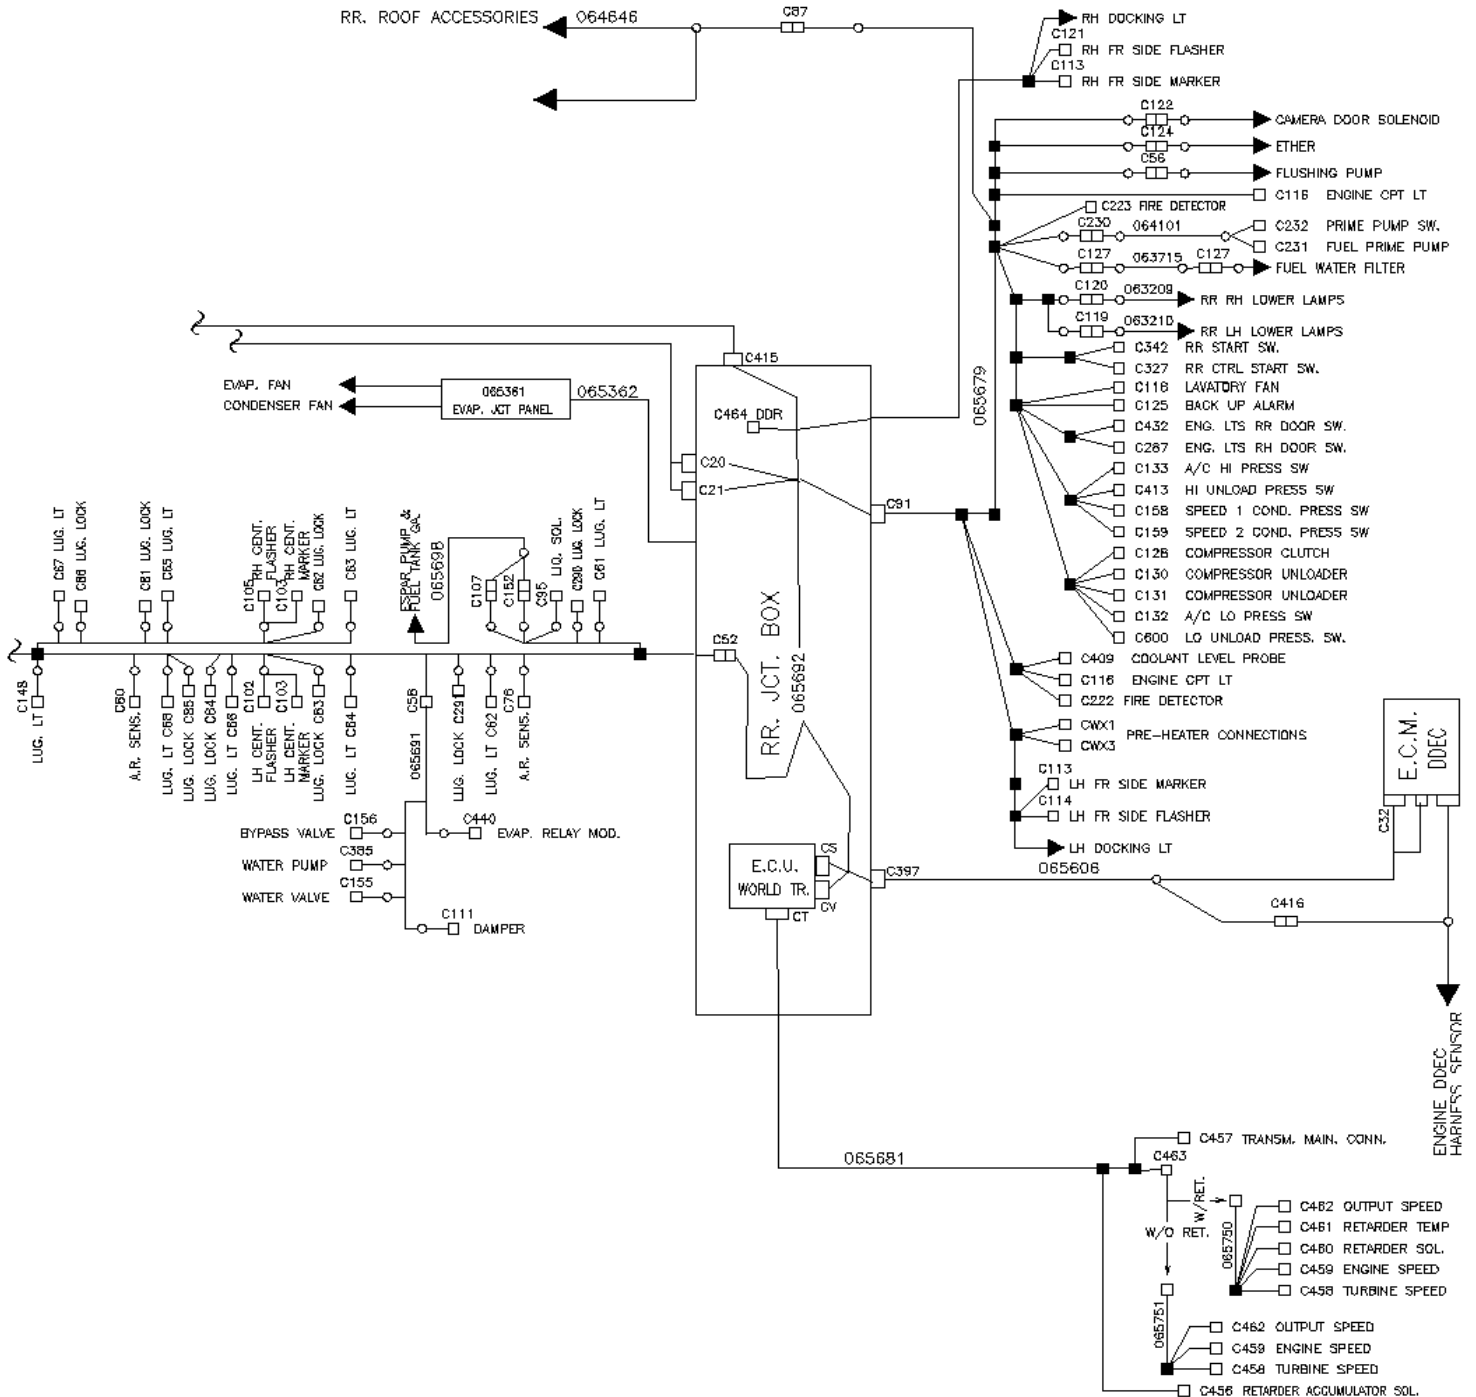 RR. ROOF ACCESSORIES
064646
C87
RH DOCKING LT
C121
RH FR SIDE FLASHER
C113
RH FR SIDE MARKER
C122
CAMERA DOOR SOLENOID
C124
ETHER
C56
FLUSHING PUMP
C116 ENGINE CPT LT
C223 FIRE DETECTOR
C230
064101
C232 PRIME PUMP SW.
C231 FUEL PRIME PUMP
C127
063715
C127
FUEL WATER FILTER
C120
063209
RR RH LOWER LAMPS
C119
063210
RR LH LOWER LAMPS
C342 RR START SW.
C327 RR CTRL START SW.
C118 LAVATORY FAN
C125 BACK UP ALARM
C432 ENG. LTS RR DOOR SW.
C287 ENG. LTS RH DOOR SW.
C133 A/C HI PRESS SW
C413 HI UNLOAD PRESS SW
C158 SPEED 1 COND. PRESS SW
C159 SPEED 2 COND. PRESS SW
C128 COMPRESSOR CLUTCH
C130 COMPRESSOR UNLOADER
C131 COMPRESSOR UNLOADER
C132 A/C LO PRESS SW
C600 LO UNLOAD PRESS. SW.
C409 COOLANT LEVEL PROBE
C116 ENGINE CPT LT
C222 FIRE DETECTOR
CWX1
CWX3
PRE-HEATER CONNECTIONS
C113
LH FR SIDE MARKER
C114
LH FR SIDE FLASHER
LH DOCKING LT
065679
C415
EVAP. FAN
CONDENSER FAN
065361
EVAP. JCT PANEL
065362
C464 DDR
C20
C21
C91
RR. JCT. BOX
065692
C52
C67 LUG. LT
C86 LUG. LOCK
C81 LUG. LOCK
C65 LUG. LT
C105
RH CENT.
FLASHER
C103
RH CENT.
MARKER
C82 LUG. LOCK
C63 LUG. LT
ESPAR PUMP &
FUEL TANK GA.
065698
C107
C152
C95
LIQ. SOL.
C290 LUG. LOCK
C61 LUG. LT
C148
LUG. LT
C80
A.R. SENS.
LUG. LT C68
LUG. LOCK C85
LUG. LOCK C84
LUG. LT C66
C102
LH CENT.
FLASHER
C103
LH CENT.
MARKER
LUG. LOCK C83
LUG. LT C64
C58
065691
LUG. LOCK C291
LUG. LT C62
C76
A.R. SENS.
C156
BYPASS VALVE
C385
WATER PUMP
C155
WATER VALVE
C440
EVAP. RELAY MOD.
C111
DAMPER
E.C.U.
WORLD TR.
CS
CV
CT
C397
065606
C416
E.C.M.
DDEC
C32
ENGINE DDEC
HARNESS SENSOR
065681
C457 TRANSM. MAIN. CONN.
C463
W/RET.
W/O RET.
065750
C462 OUTPUT SPEED
C461 RETARDER TEMP
C460 RETARDER SOL.
C459 ENGINE SPEED
C458 TURBINE SPEED
065751
C462 OUTPUT SPEED
C459 ENGINE SPEED
C458 TURBINE SPEED
C456 RETARDER ACCUMULATOR SOL.